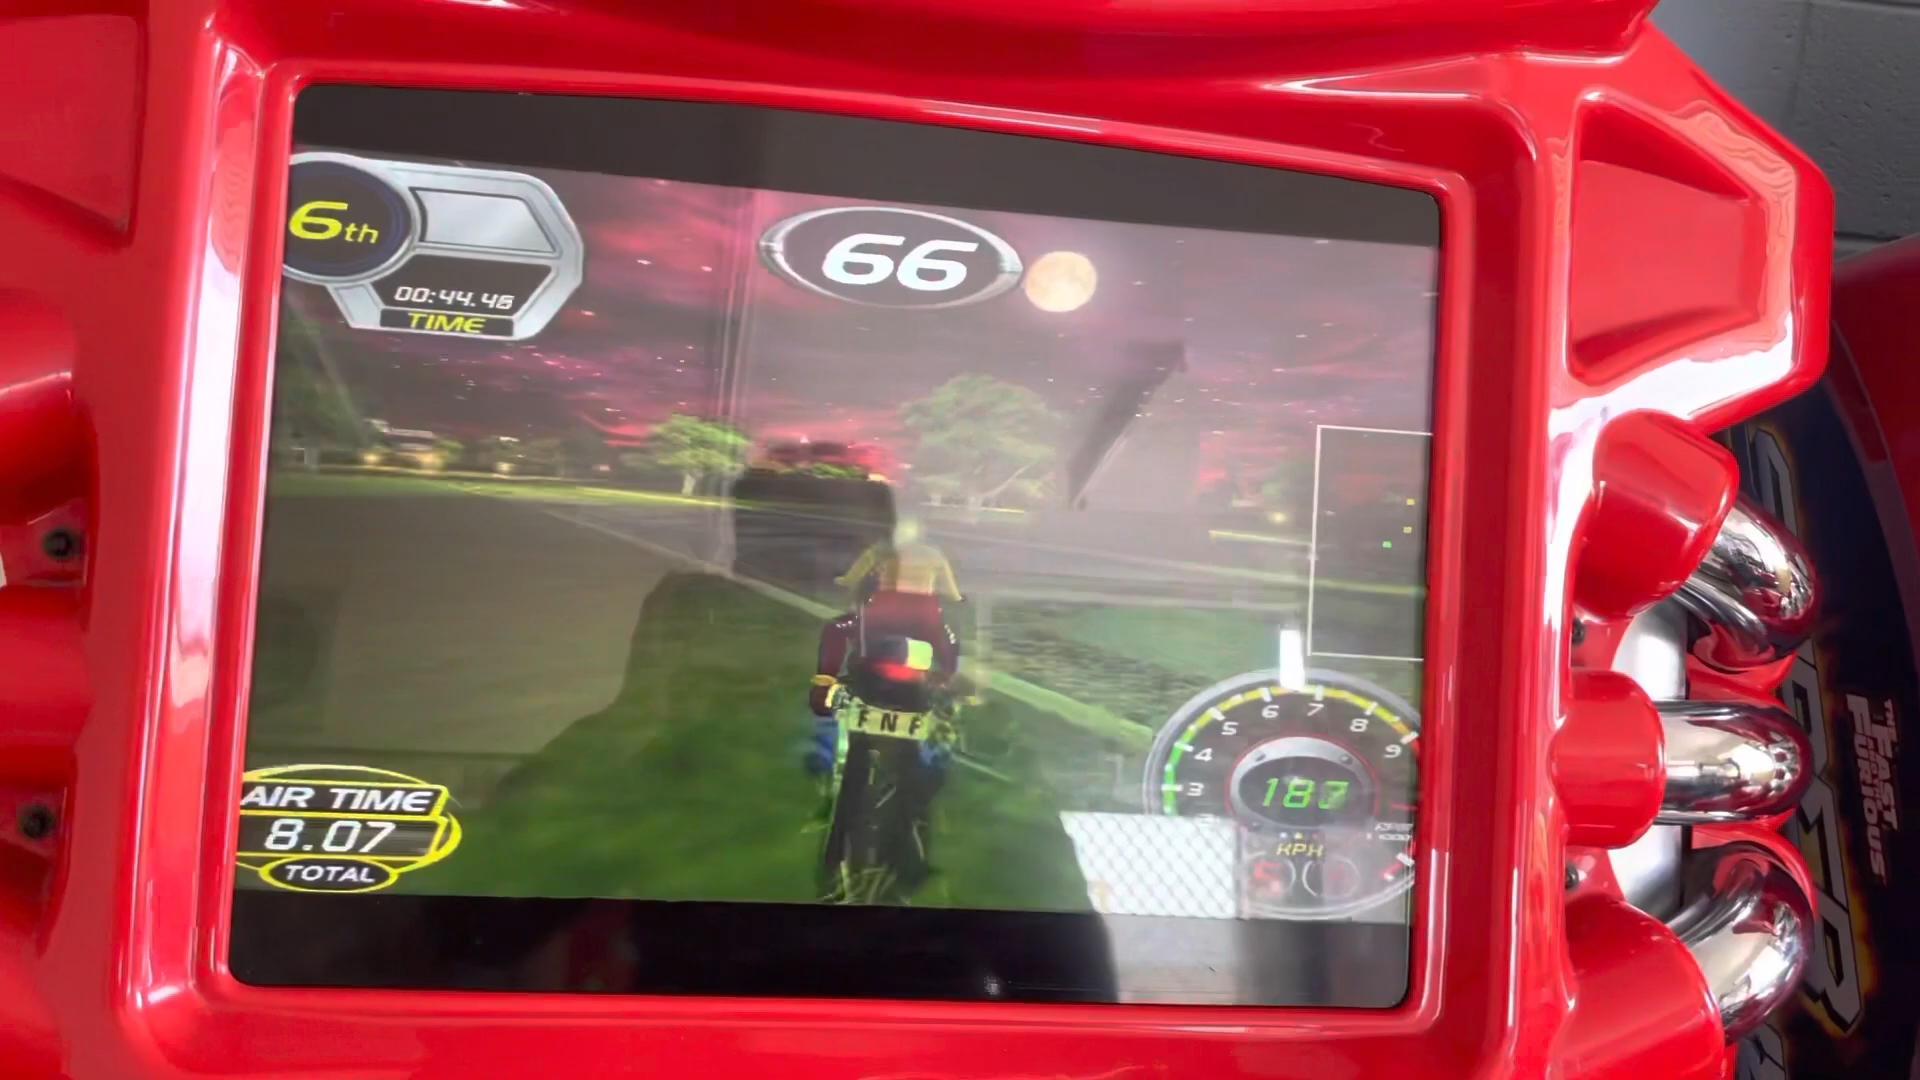 6th
66
00:44.46
TIME
6 7
5 8
4 9
3
187
KPH
FNF
AIR TIME
8.07
TOTAL
THE
FAST
FURIOUS